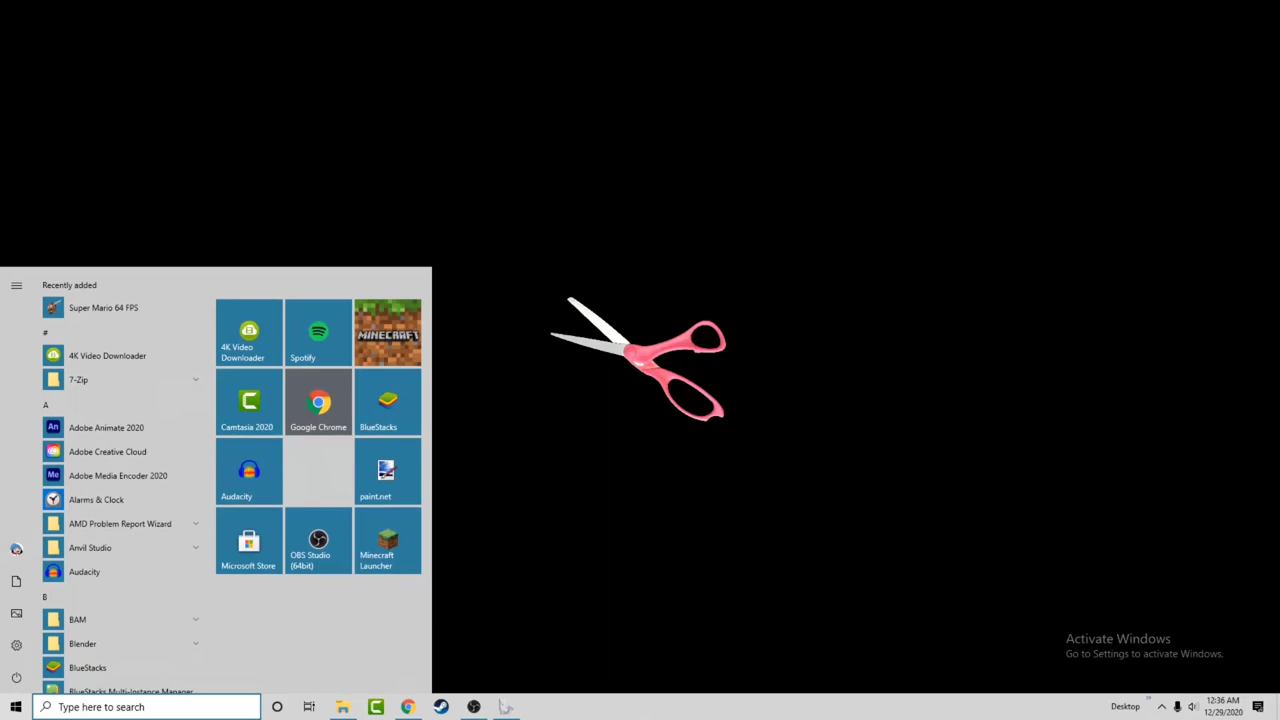 Recently added
Super Mario 64 FPS
#
4K Video Downloader
7-Zip
A
An
Adobe Animate 2020
Adobe Creative Cloud
Me
Adobe Media Encoder 2020
Alarms & Clock
AMD Problem Report Wizard
Anvil Studio
Audacity
B
BAM
Blender
BlueStacks
BlueStacks Multi-Instance Manager
4K Video
Downloader
Spotify
MINECRAFT
Camtasia 2020
Google Chrome
BlueStacks
Audacity
paint.net
Microsoft Store
OBS Studio
(64bit)
Minecraft
Launcher
Activate Windows
Go to Settings to activate Windows.
Type here to search
Desktop
12:36 AM
12/29/2020